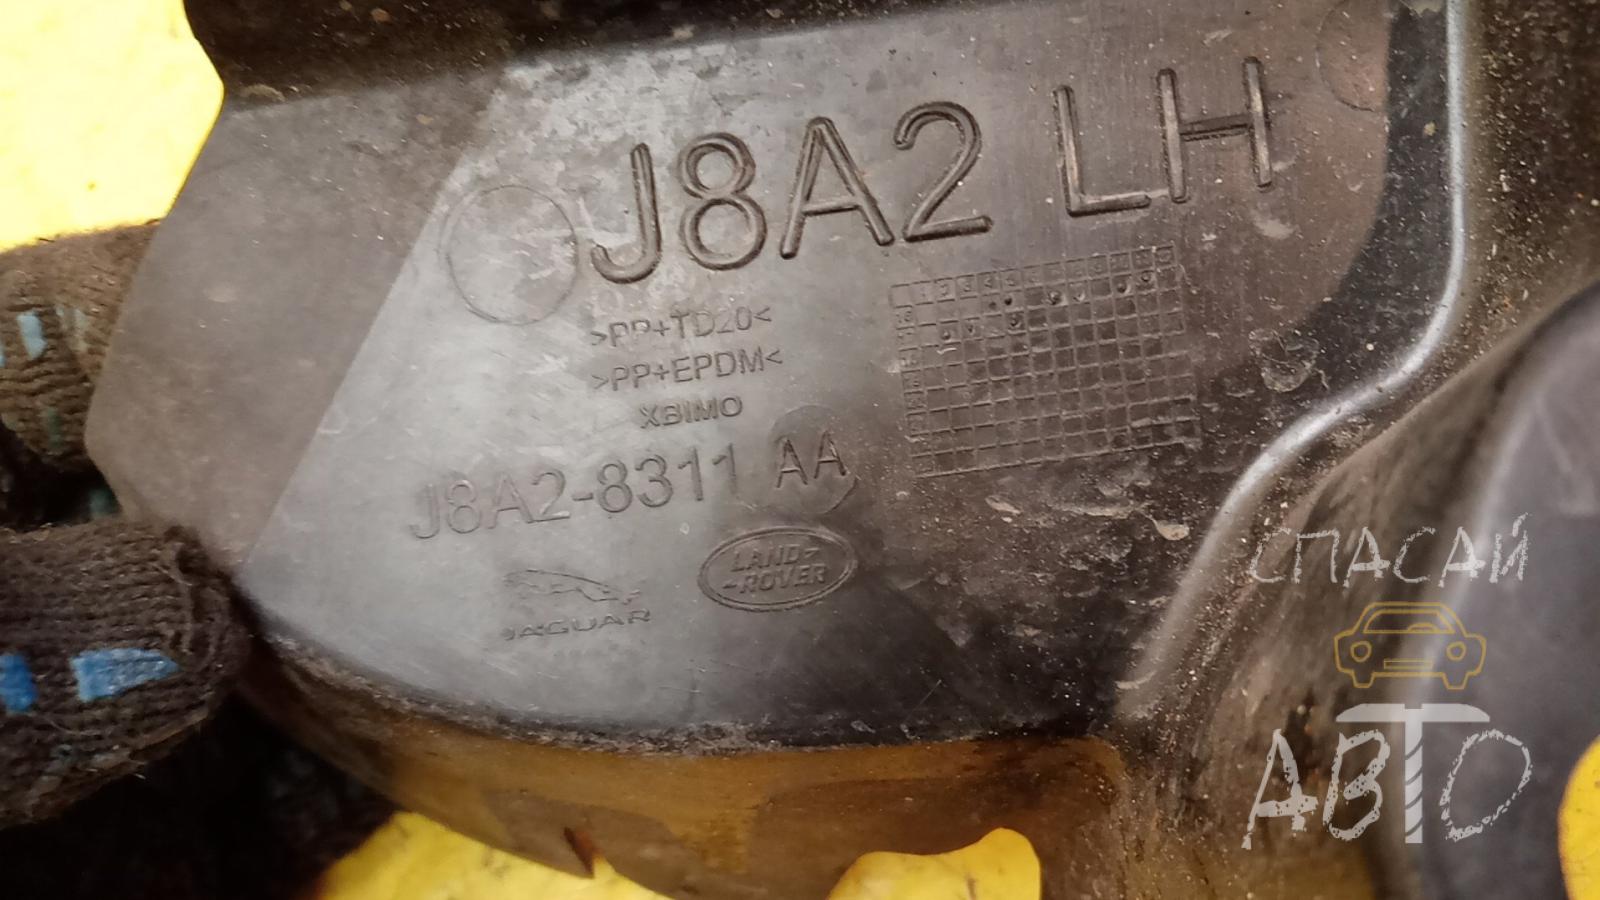 J8A2 LH
>PP+TD20<
>PP+EPDM<
XBIMO
J8A2-8311 AA
JAGUAR
LAND-
-ROVER
СПАСАЙ
АВТО